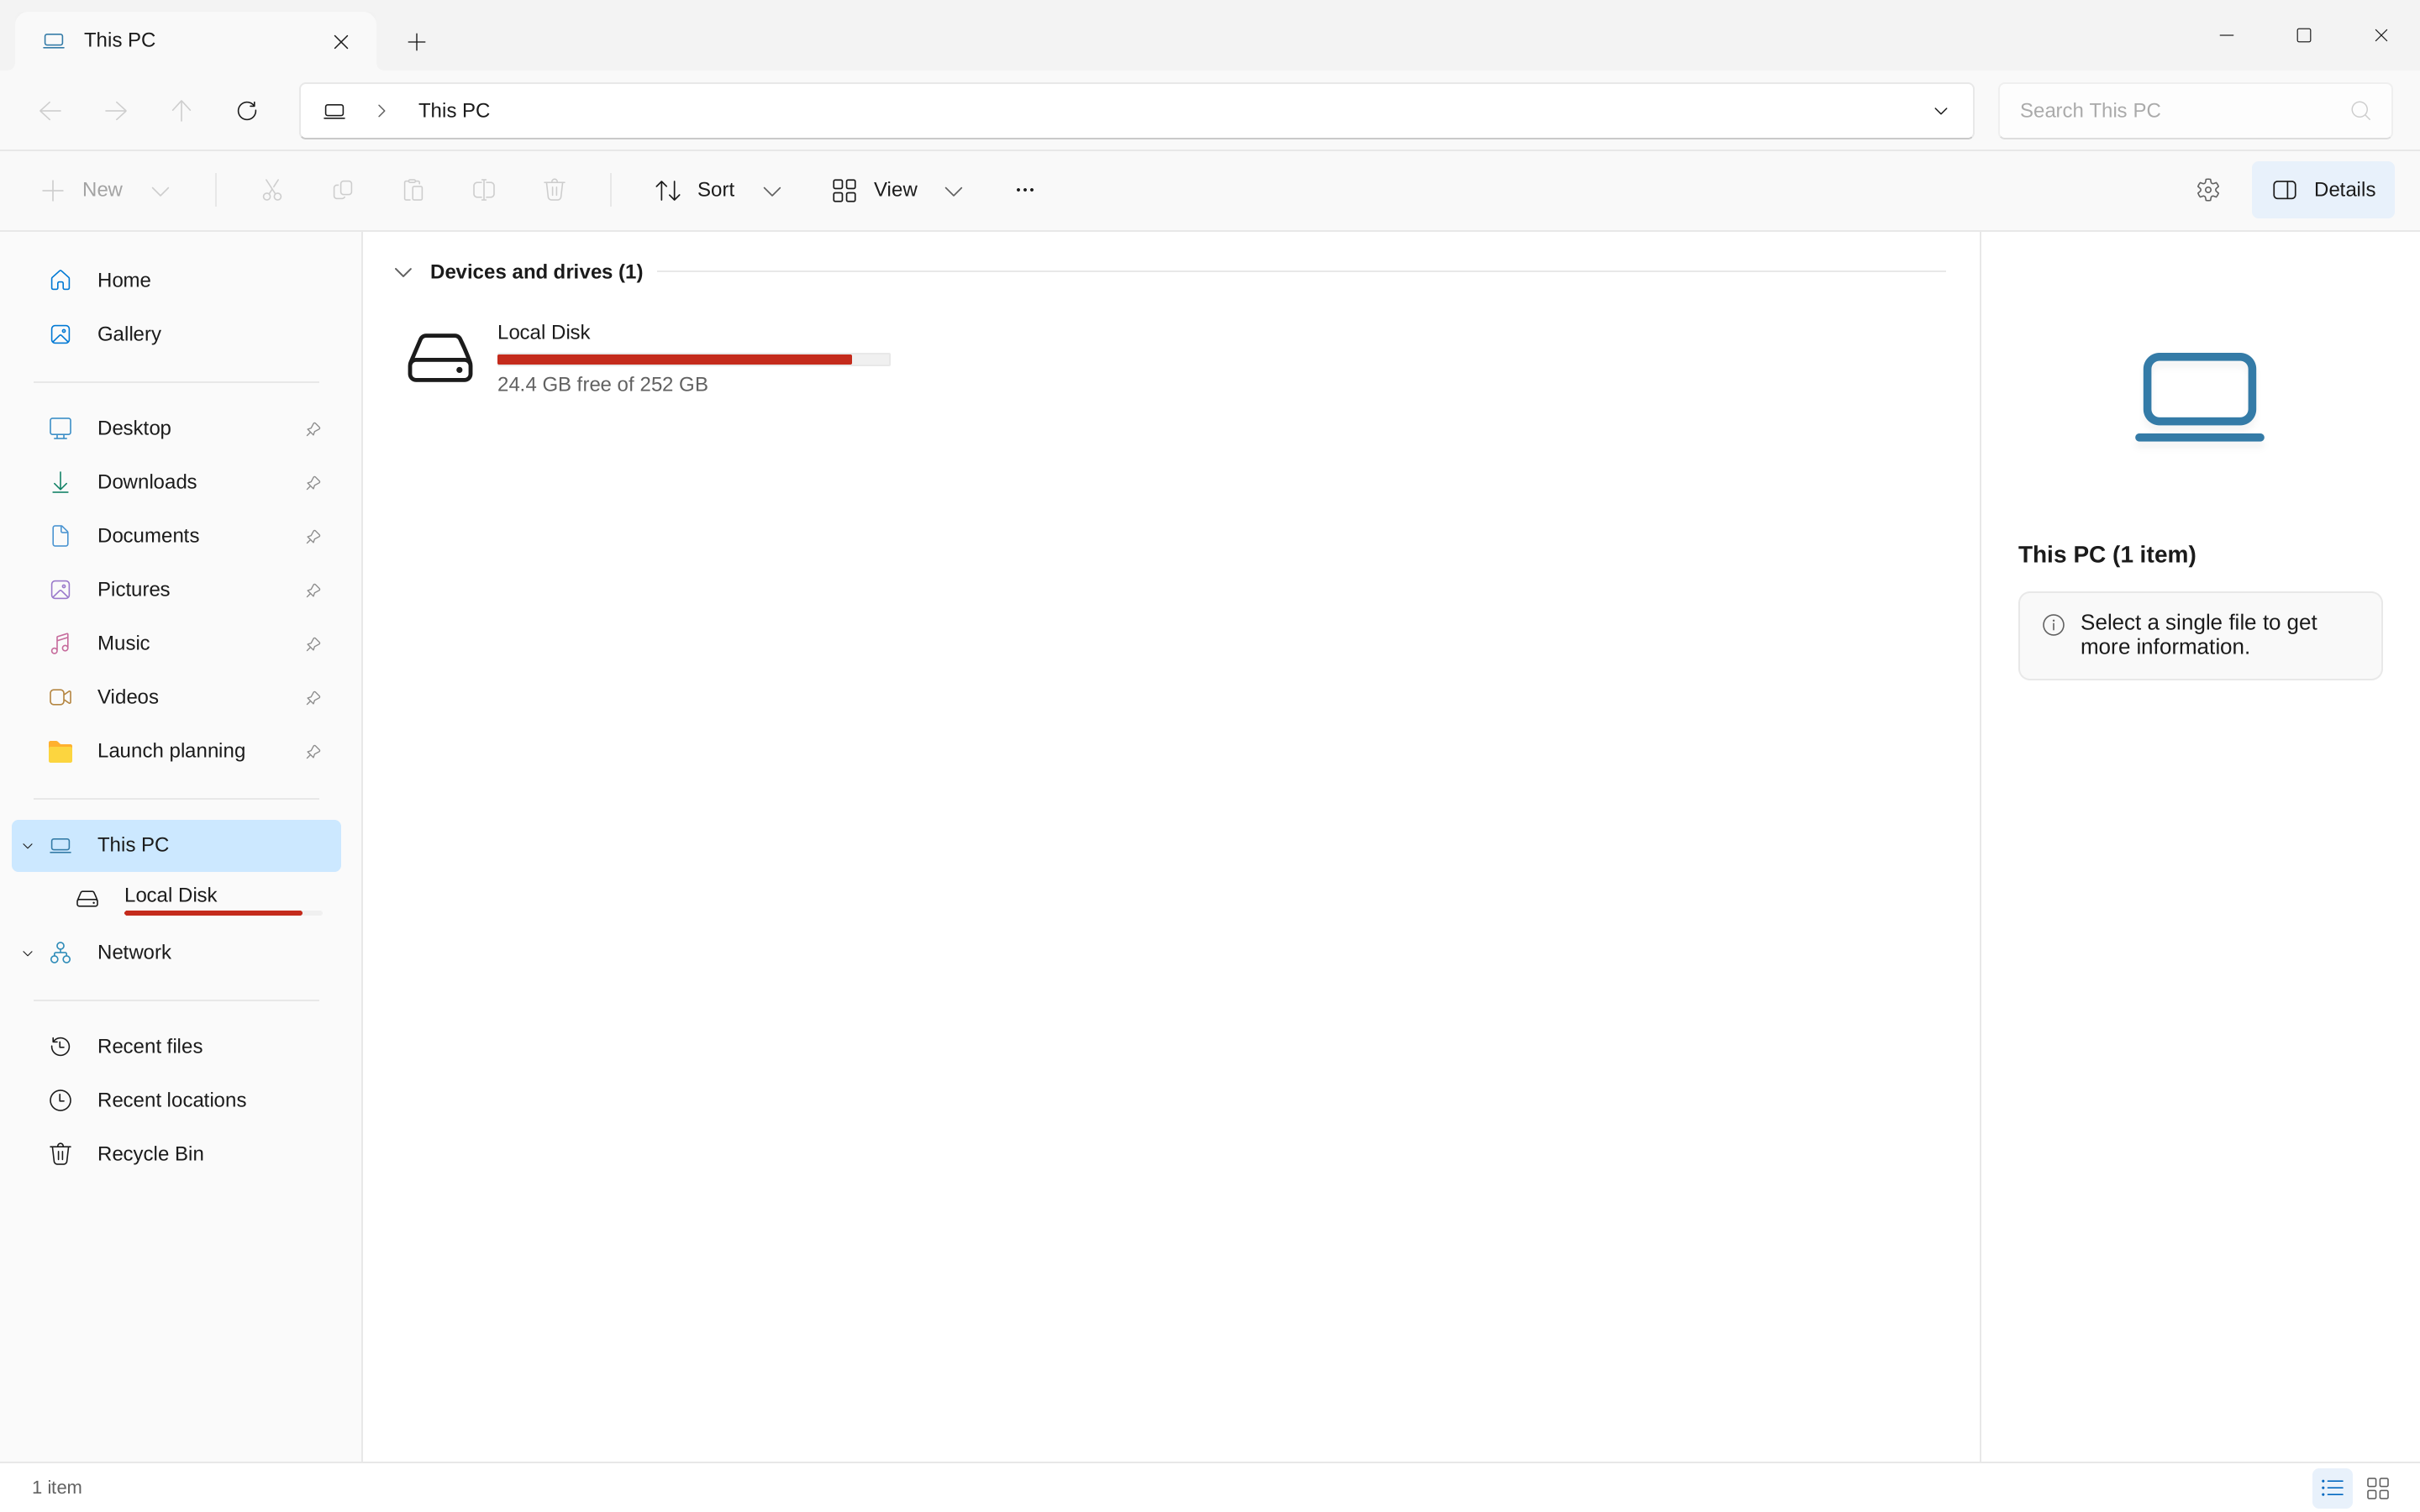 This PC
This PC
Search This PC
New
Sort
View
Details
Home
Gallery
Desktop
Downloads
Documents
Pictures
Music
Videos
Launch planning
This PC
Local Disk
Network
Recent files
Recent locations
Recycle Bin
Devices and drives (1)
Local Disk
24.4 GB free of 252 GB
This PC (1 item)
Select a single file to get
more information.
1 item